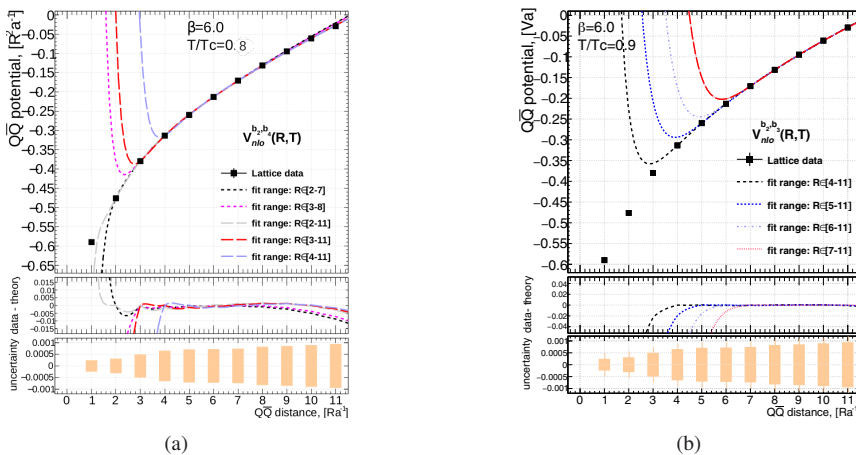 QQ potential, [R²a⁻¹]
0
−0.05
−0.1
−0.15
−0.2
−0.25
−0.3
−0.35
−0.4
−0.45
−0.5
−0.55
−0.6
−0.65
β=6.0
T/Tc=0.8
V_nlo^{b₂,b₄}(R,T)
Lattice data
fit range: R∈[2-7]
fit range: R∈[3-8]
fit range: R∈[2-11]
fit range: R∈[3-11]
fit range: R∈[4-11]
data - theory
0.015
0.01
0.005
0
−0.005
−0.01
−0.015
uncertainty
0.001
0.0005
0
−0.0005
−0.001
0 1 2 3 4 5 6 7 8 9 10 11
QQ distance, [Ra⁻¹]
(a)
QQ potential, [Va]
0
−0.05
−0.1
−0.15
−0.2
−0.25
−0.3
−0.35
−0.4
−0.45
−0.5
−0.55
−0.6
β=6.0
T/Tc=0.9
V_nlo^{b₂,b₃}(R,T)
Lattice data
fit range: R∈[4-11]
fit range: R∈[5-11]
fit range: R∈[6-11]
fit range: R∈[7-11]
data- theory
0.04
0.02
0
−0.02
−0.04
uncertainty
0.001
0.0005
0
−0.0005
−0.001
0 1 2 3 4 5 6 7 8 9 10 11
QQ distance, [Ra⁻¹]
(b)